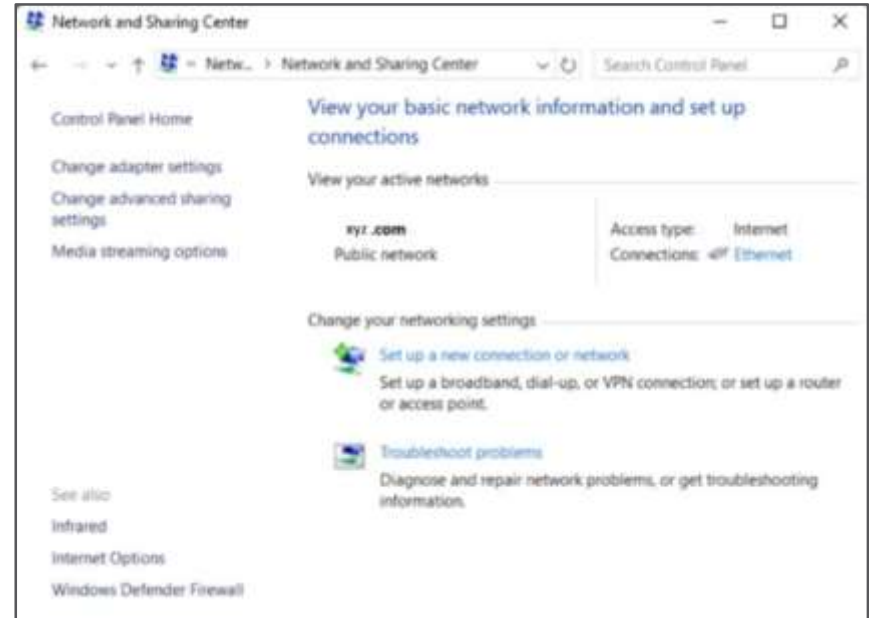 Network and Sharing Center
Netw... > Network and Sharing Center
Search Control Panel
Control Panel Home
Change adapter settings
Change advanced sharing
settings
Media streaming options
See also
Infrared
Internet Options
Windows Defender Firewall
View your basic network information and set up
connections
View your active networks
xyz .com
Public network
Access type: Internet
Connections: Ethernet
Change your networking settings
Set up a new connection or network
Set up a broadband, dial-up, or VPN connection; or set up a router
or access point.
Troubleshoot problems
Diagnose and repair network problems, or get troubleshooting
information.